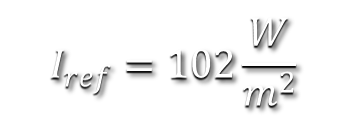 I_ref = 102 W/m²